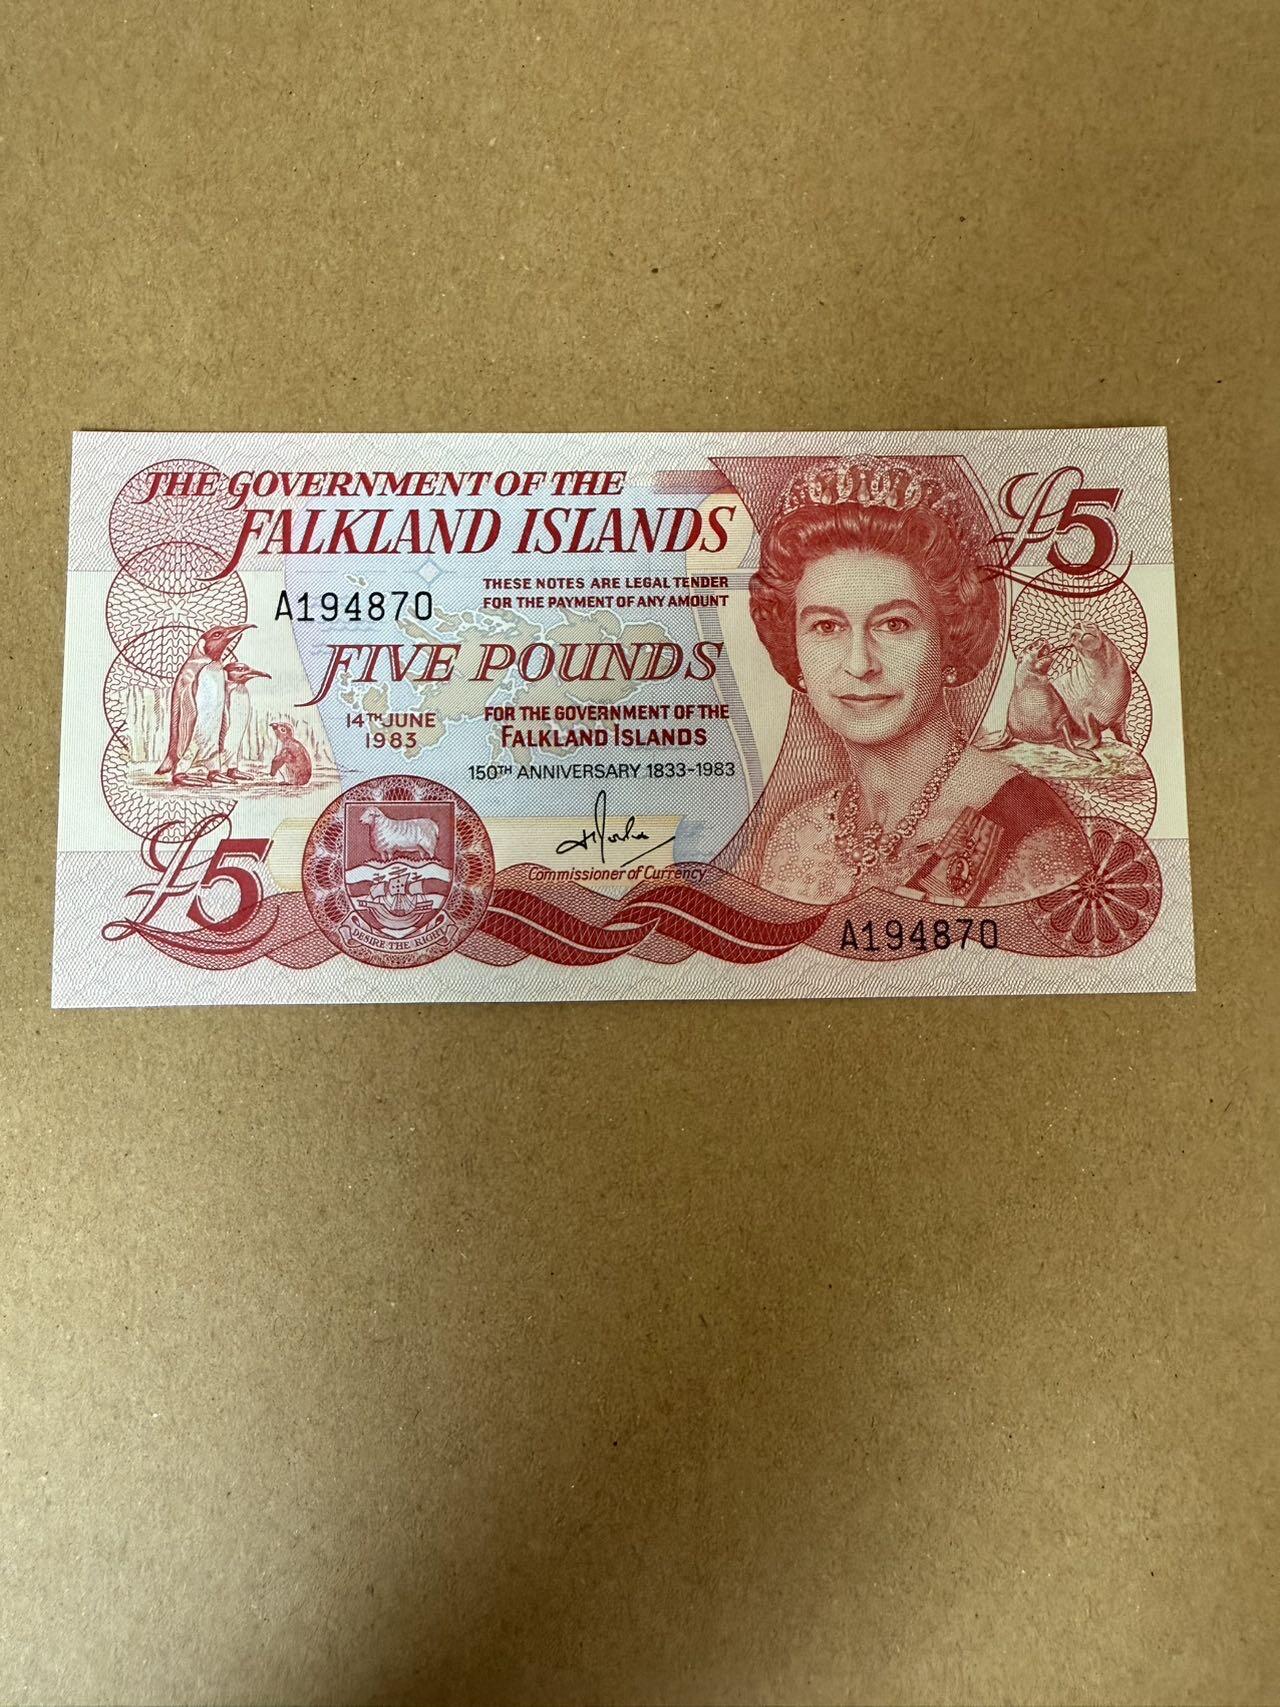 THE GOVERNMENT OF THE
FALKLAND ISLANDS
£5
THESE NOTES ARE LEGAL TENDER
FOR THE PAYMENT OF ANY AMOUNT
A194870
FIVE POUNDS
14TH JUNE
1983
FOR THE GOVERNMENT OF THE
FALKLAND ISLANDS
150TH ANNIVERSARY 1833-1983
Commissioner of Currency
£5
DESIRE THE RIGHT
A194870